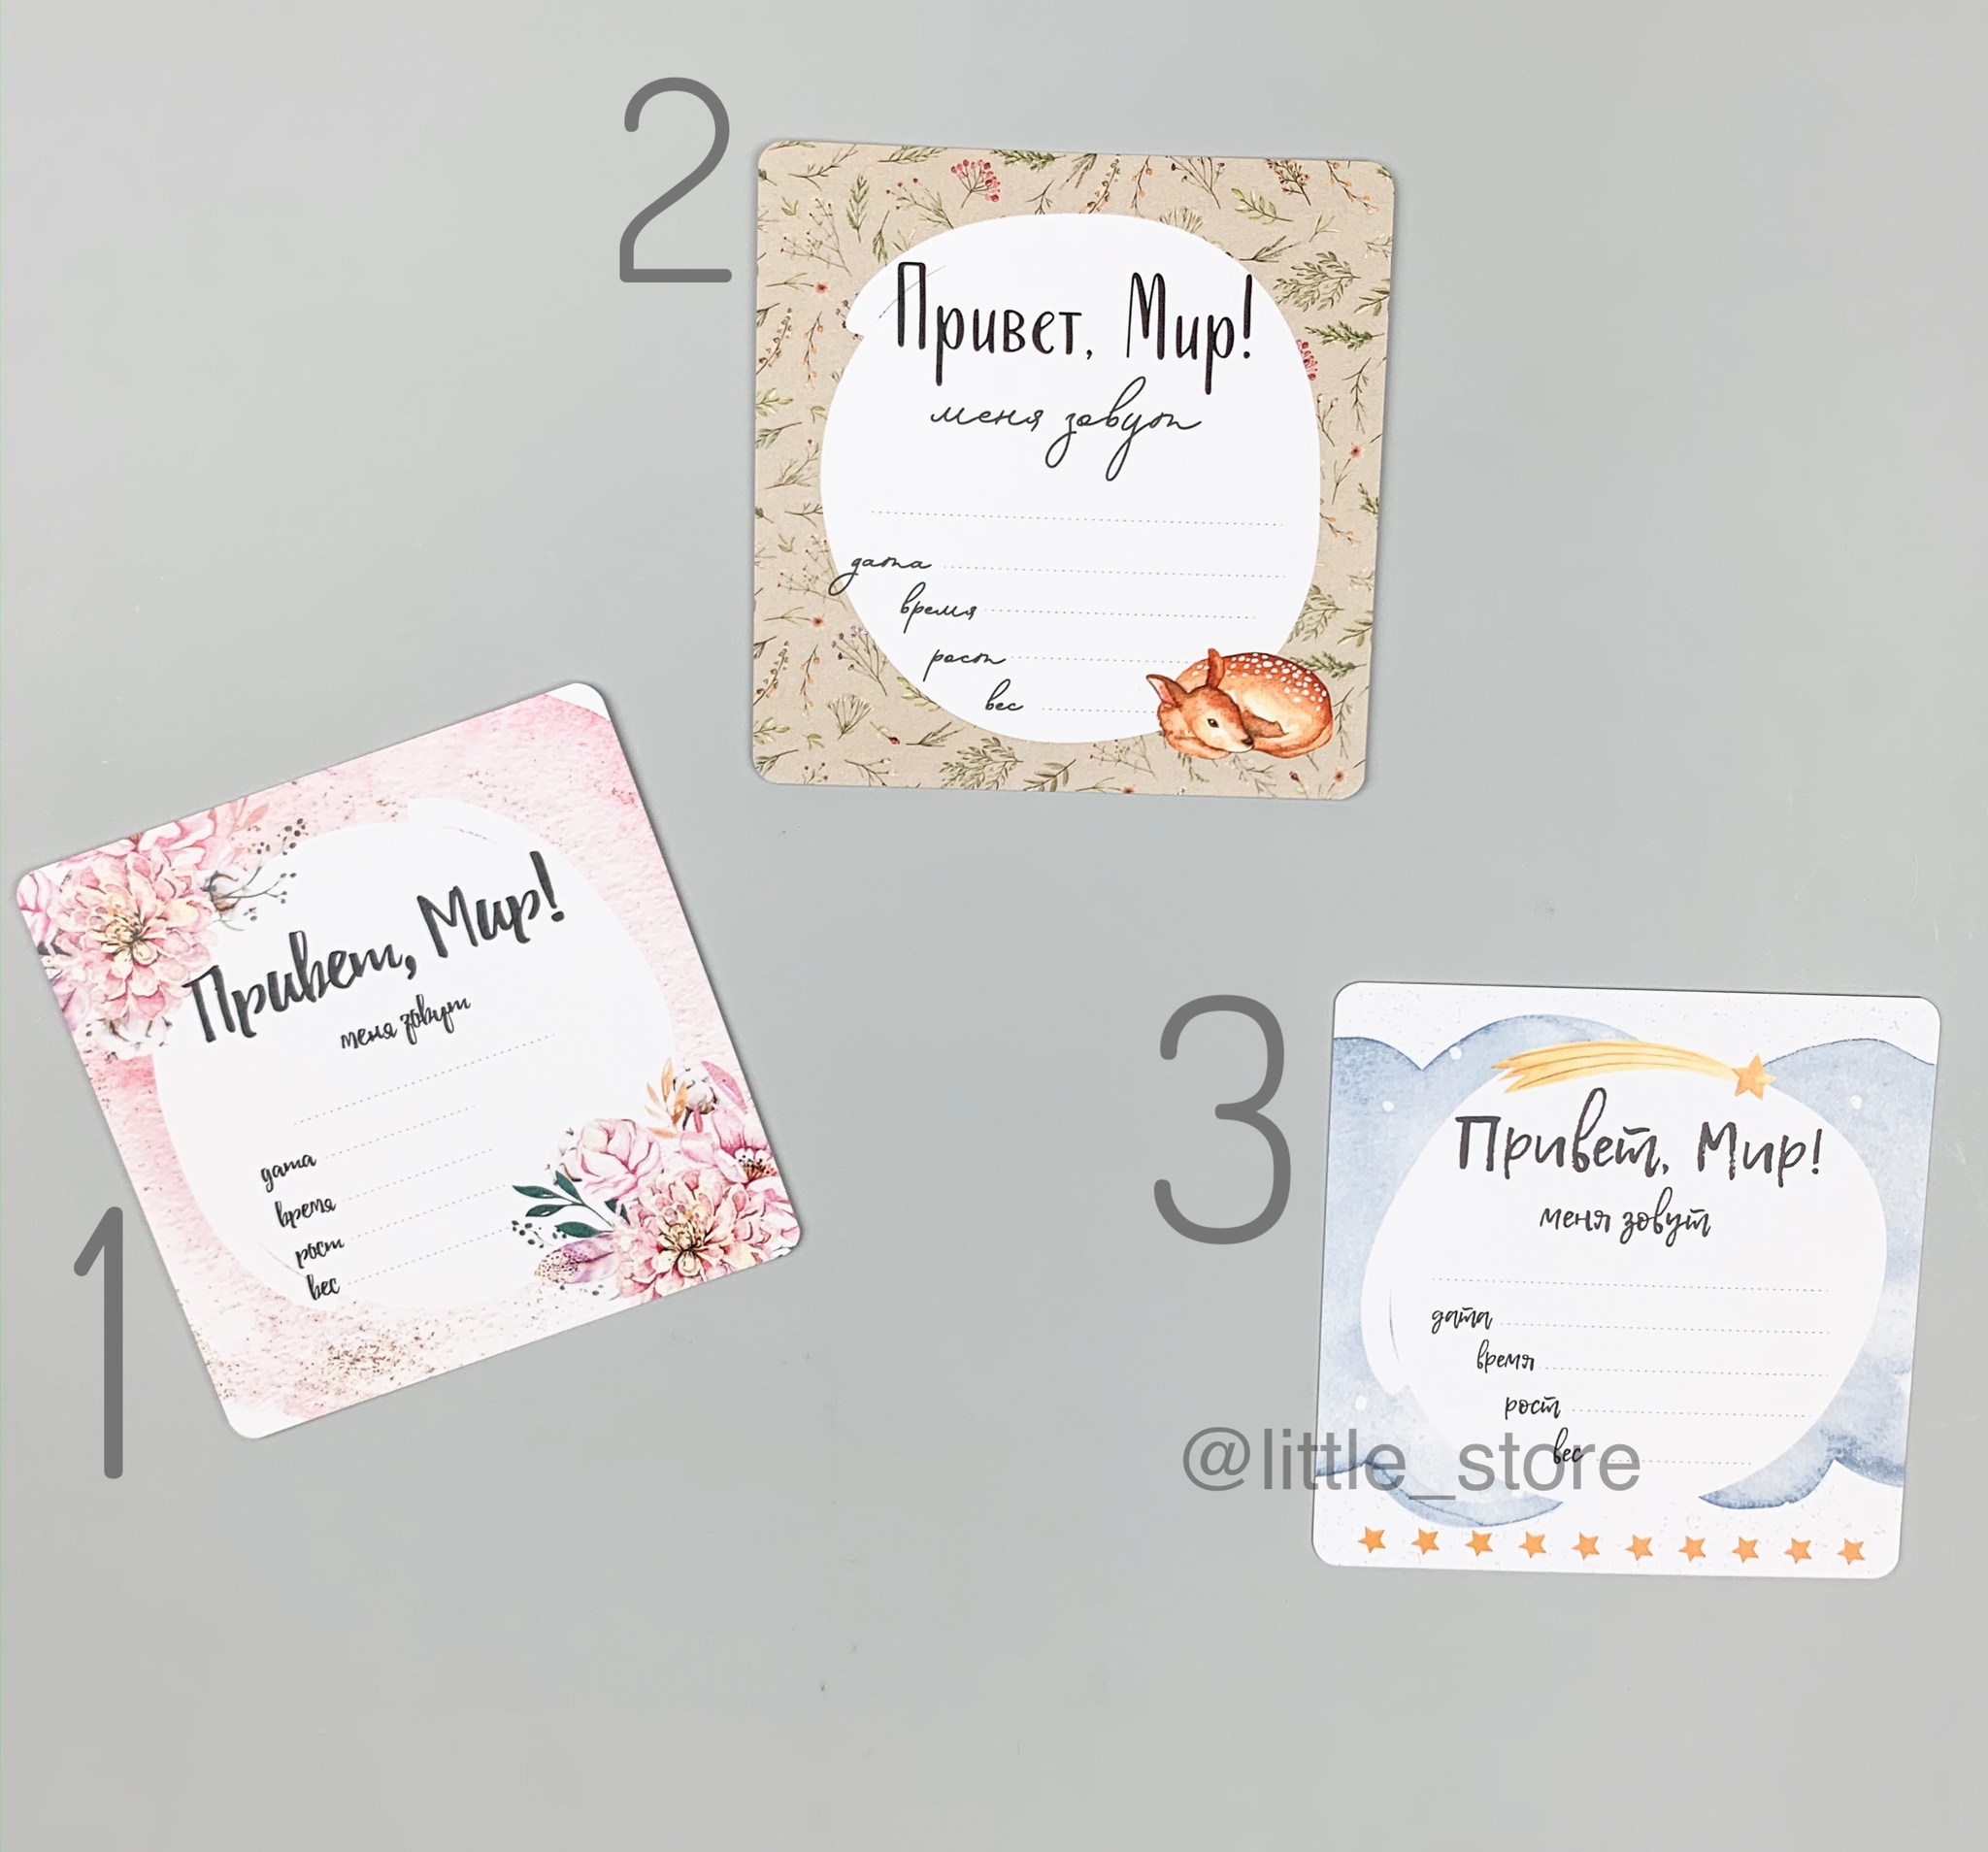 2
Привет, Мир!
меня зовут
дата
время
рост
вес
1
Привет, Мир!
меня зовут
дата
время
рост
вес
3
Привет, Мир!
меня зовут
дата
время
рост
вес
@little_store